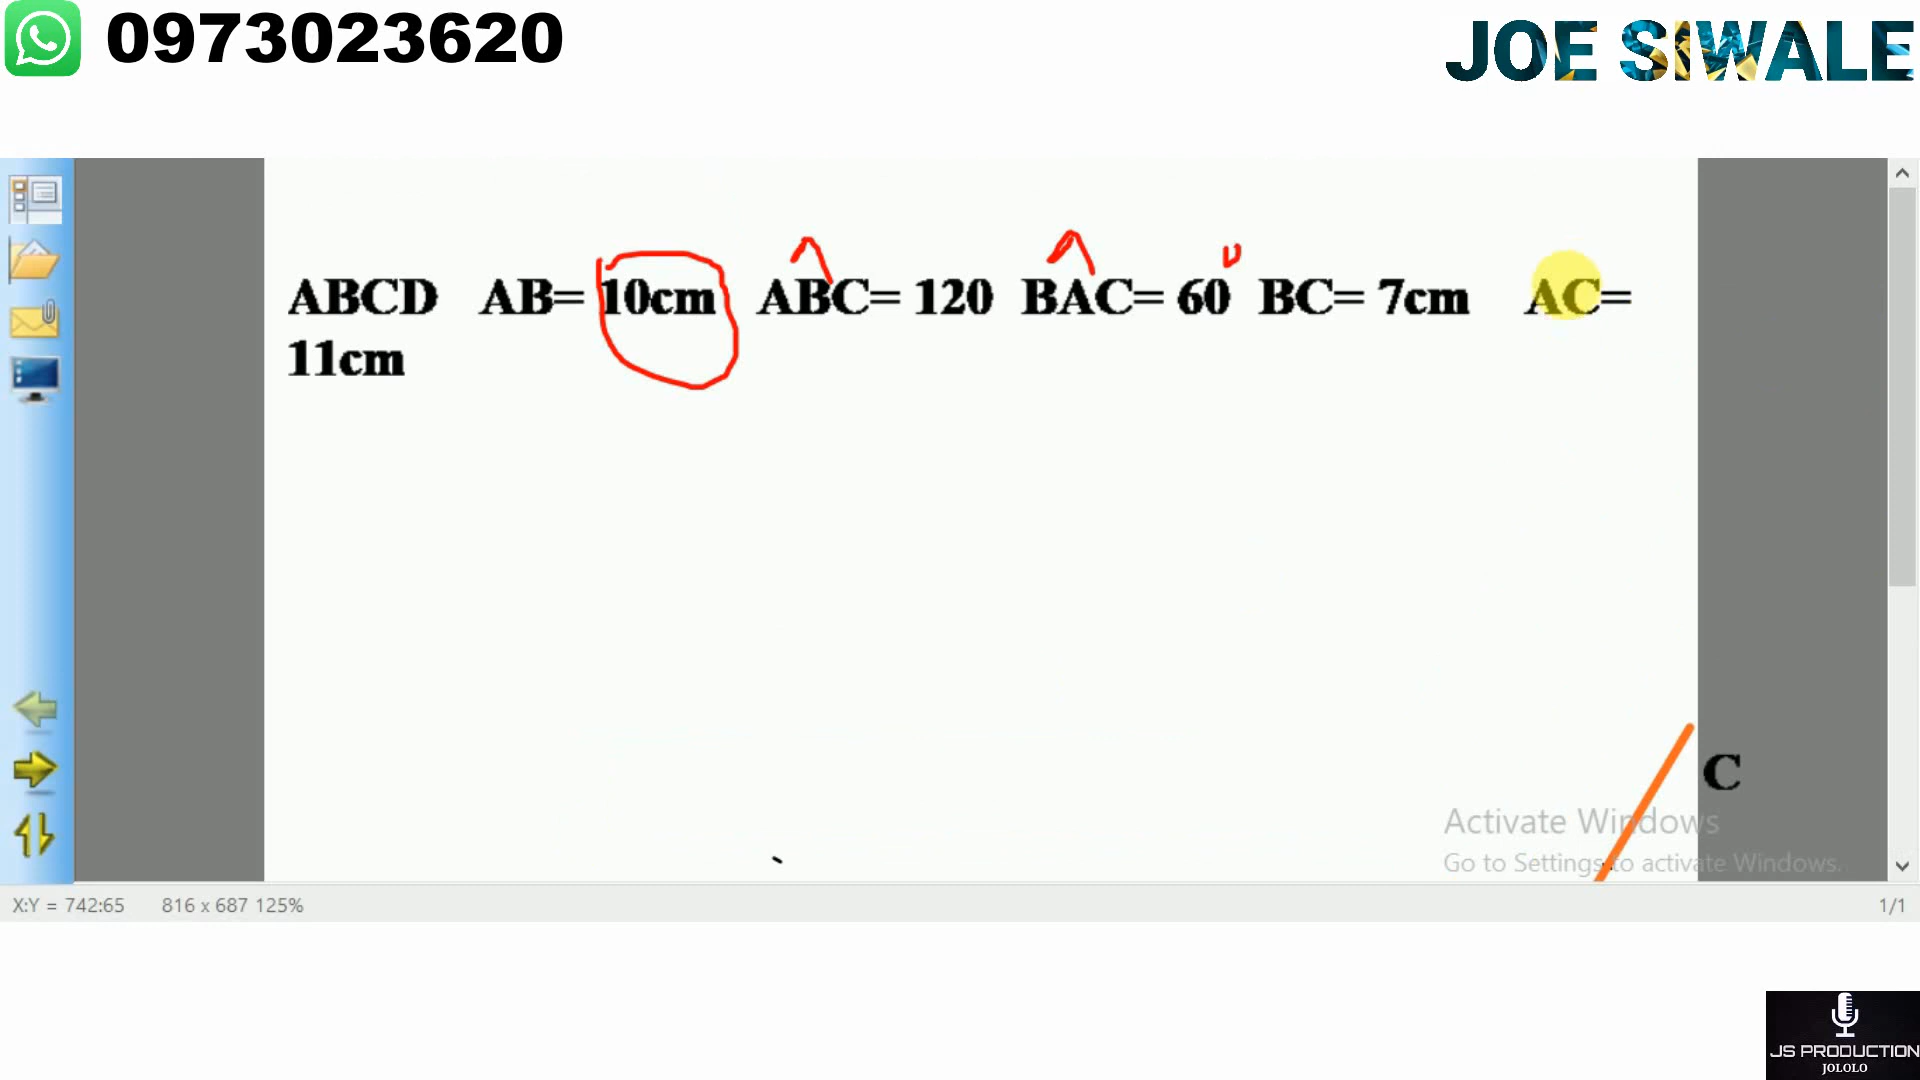 0973023620
JOE SIWALE
ABCD AB= 10cm ABC= 120 BAC= 60 BC= 7cm AC=
11cm
C
Activate Windows
Go to Settings to activate Windows.
X:Y = 742:65 816 x 687 125% 1/1
JS PRODUCTION
JOLOLO